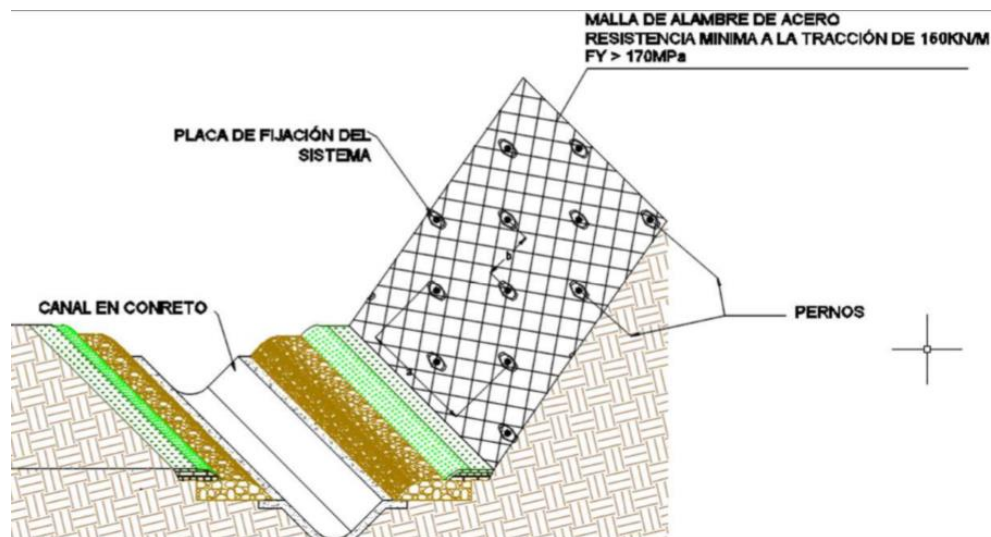 MALLA DE ALAMBRE DE ACERO
RESISTENCIA MINIMA A LA TRACCIÓN DE 150KN/M
FY > 170MPa
PLACA DE FIJACIÓN DEL
SISTEMA
CANAL EN CONRETO
PERNOS
b
a